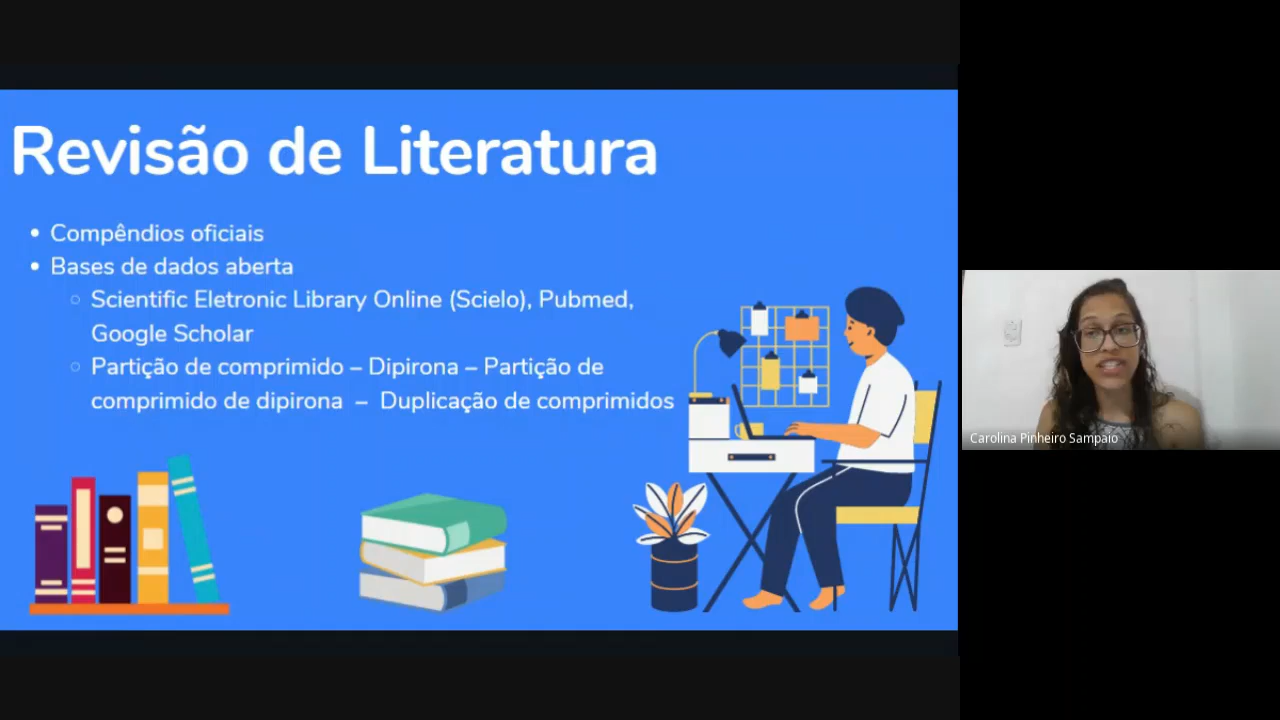 Revisão de Literatura
Compêndios oficiais
Bases de dados aberta
Scientific Eletronic Library Online (Scielo), Pubmed,
Google Scholar
Partição de comprimido – Dipirona – Partição de
comprimido de dipirona – Duplicação de comprimidos
Carolina Pinheiro Sampaio